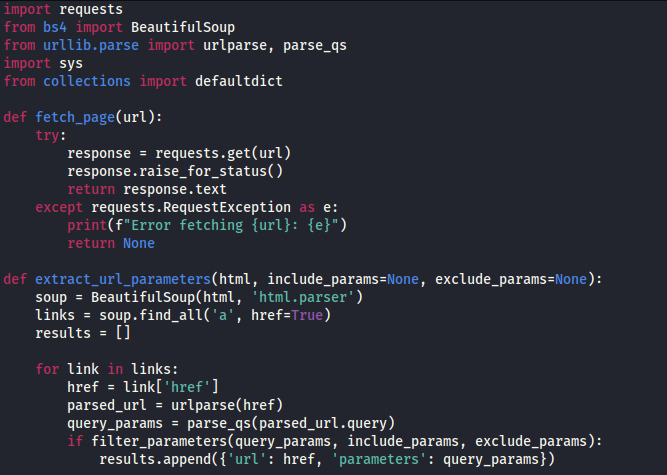 import requests
from bs4 import BeautifulSoup
from urllib.parse import urlparse, parse_qs
import sys
from collections import defaultdict

def fetch_page(url):
    try:
        response = requests.get(url)
        response.raise_for_status()
        return response.text
    except requests.RequestException as e:
        print(f"Error fetching {url}: {e}")
        return None

def extract_url_parameters(html, include_params=None, exclude_params=None):
    soup = BeautifulSoup(html, 'html.parser')
    links = soup.find_all('a', href=True)
    results = []

    for link in links:
        href = link['href']
        parsed_url = urlparse(href)
        query_params = parse_qs(parsed_url.query)
        if filter_parameters(query_params, include_params, exclude_params):
            results.append({'url': href, 'parameters': query_params})